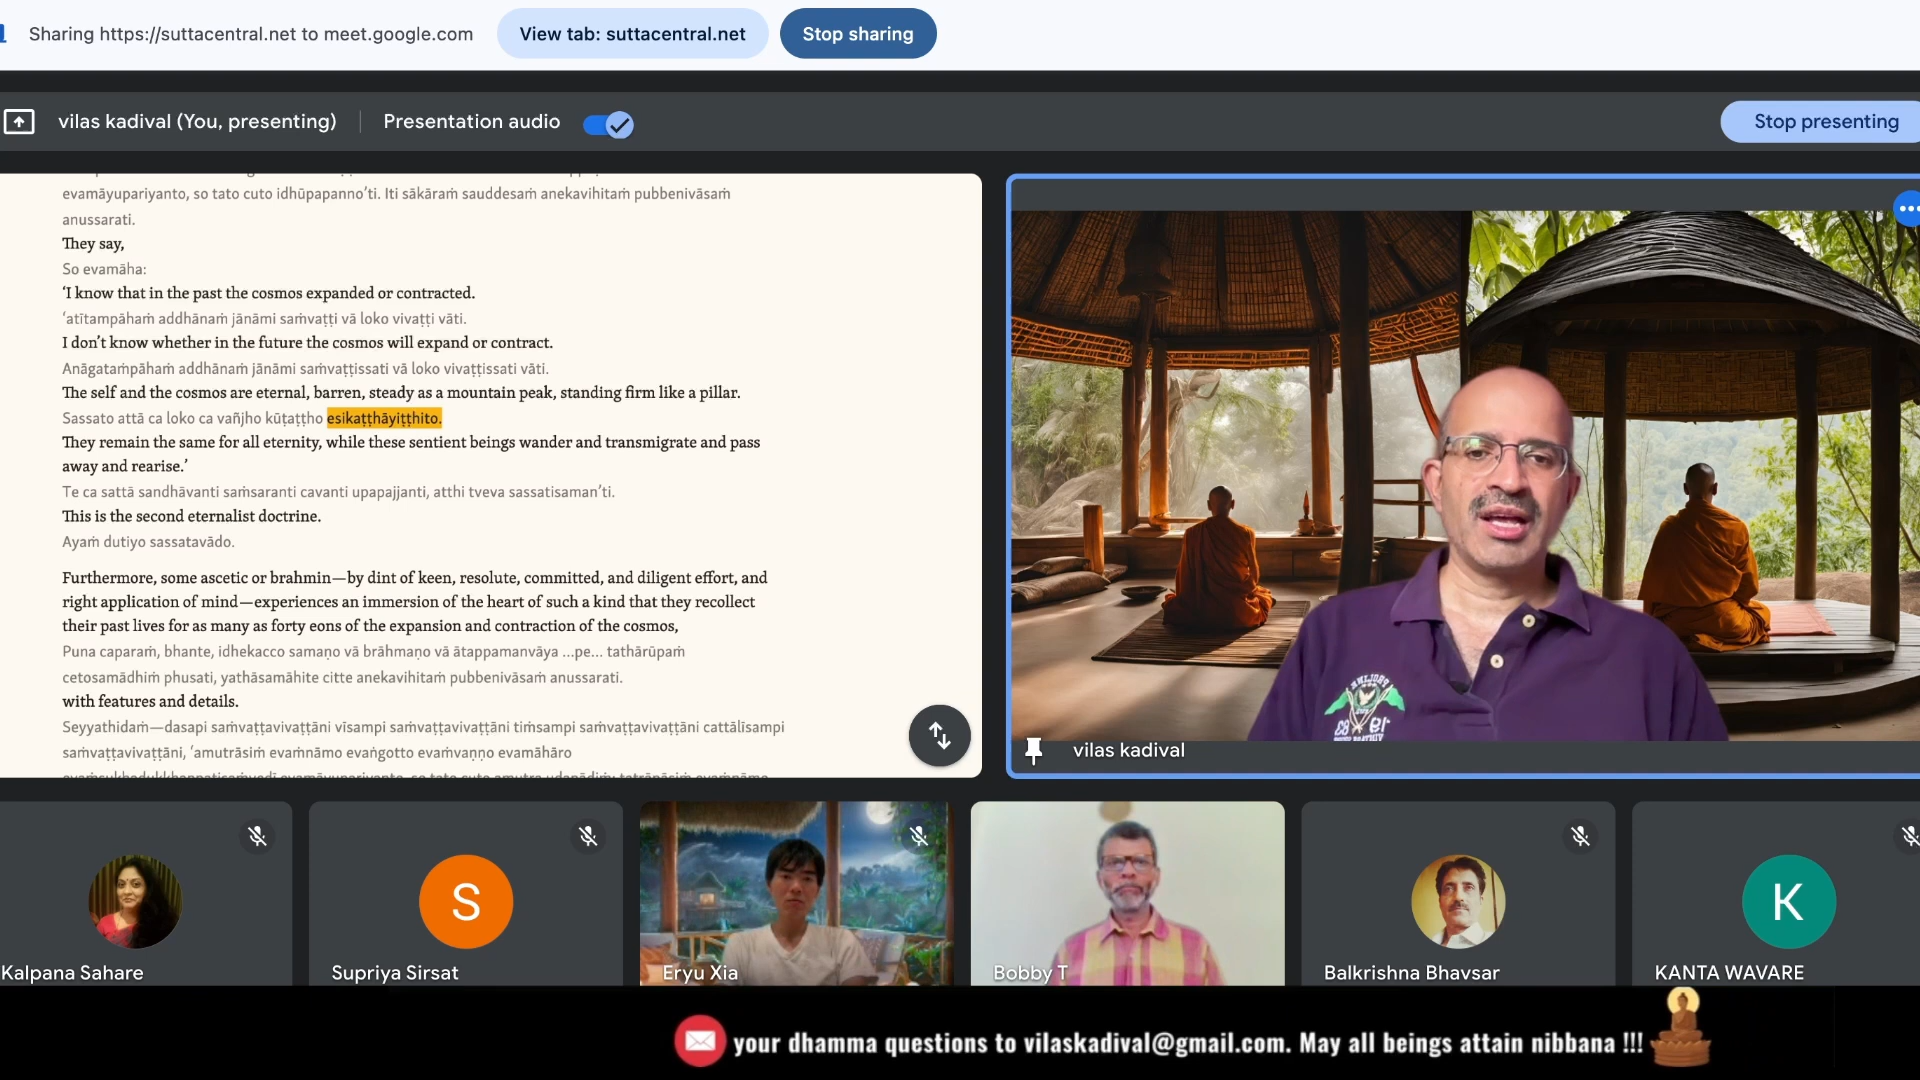 Sharing https://suttacentral.net to meet.google.com
View tab: suttacentral.net
Stop sharing
vilas kadival (You, presenting)
Presentation audio
Stop presenting
evamāyupariyanto, so tato cuto idhūpapanno’ti. Iti sākāraṁ sauddesaṁ anekavihitaṁ pubbenivāsaṁ
anussarati.
They say,
So evamāha:
‘I know that in the past the cosmos expanded or contracted.
‘atītampāhaṁ addhānaṁ jānāmi saṁvaṭṭi vā loko vivaṭṭi vāti.
I don’t know whether in the future the cosmos will expand or contract.
Anāgataṁpāhaṁ addhānaṁ jānāmi saṁvaṭṭissati vā loko vivaṭṭissati vāti.
The self and the cosmos are eternal, barren, steady as a mountain peak, standing firm like a pillar.
Sassato attā ca loko ca vañjho kūṭaṭṭho esikaṭṭhāyiṭṭhito.
They remain the same for all eternity, while these sentient beings wander and transmigrate and pass
away and rearise.’
Te ca sattā sandhāvanti saṁsaranti cavanti upapajjanti, atthi tveva sassatisaman’ti.
This is the second eternalist doctrine.
Ayaṁ dutiyo sassatavādo.
Furthermore, some ascetic or brahmin—by dint of keen, resolute, committed, and diligent effort, and
right application of mind—experiences an immersion of the heart of such a kind that they recollect
their past lives for as many as forty eons of the expansion and contraction of the cosmos,
Puna caparaṁ, bhante, idhekacco samaṇo vā brāhmaṇo vā ātappamanvāya …pe… tathārūpaṁ
cetosamādhiṁ phusati, yathāsamāhite citte anekavihitaṁ pubbenivāsaṁ anussarati.
with features and details.
Seyyathidaṁ—dasapi saṁvaṭṭavivaṭṭāni vīsampi saṁvaṭṭavivaṭṭāni tiṁsampi saṁvaṭṭavivaṭṭāni cattālīsampi
saṁvaṭṭavivaṭṭāni, ‘amutrāsiṁ evaṁnāmo evaṅgotto evaṁvaṇṇo evamāhāro
vilas kadival
Kalpana Sahare
S
Supriya Sirsat
Eryu Xia
Bobby T
Balkrishna Bhavsar
K
KANTA WAVARE
your dhamma questions to vilaskadival@gmail.com. May all beings attain nibbana !!!